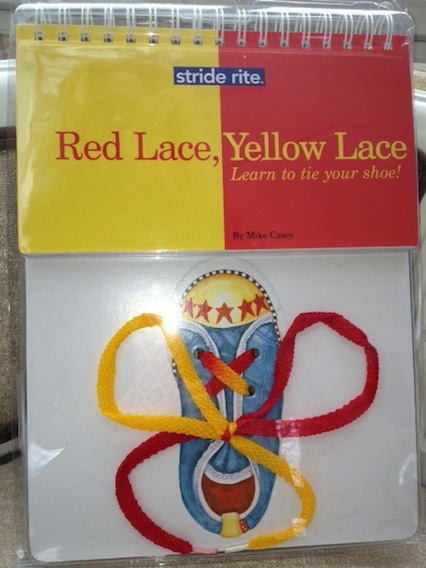 stride rite.
Red Lace, Yellow Lace
Learn to tie your shoe!
By Mike Casey